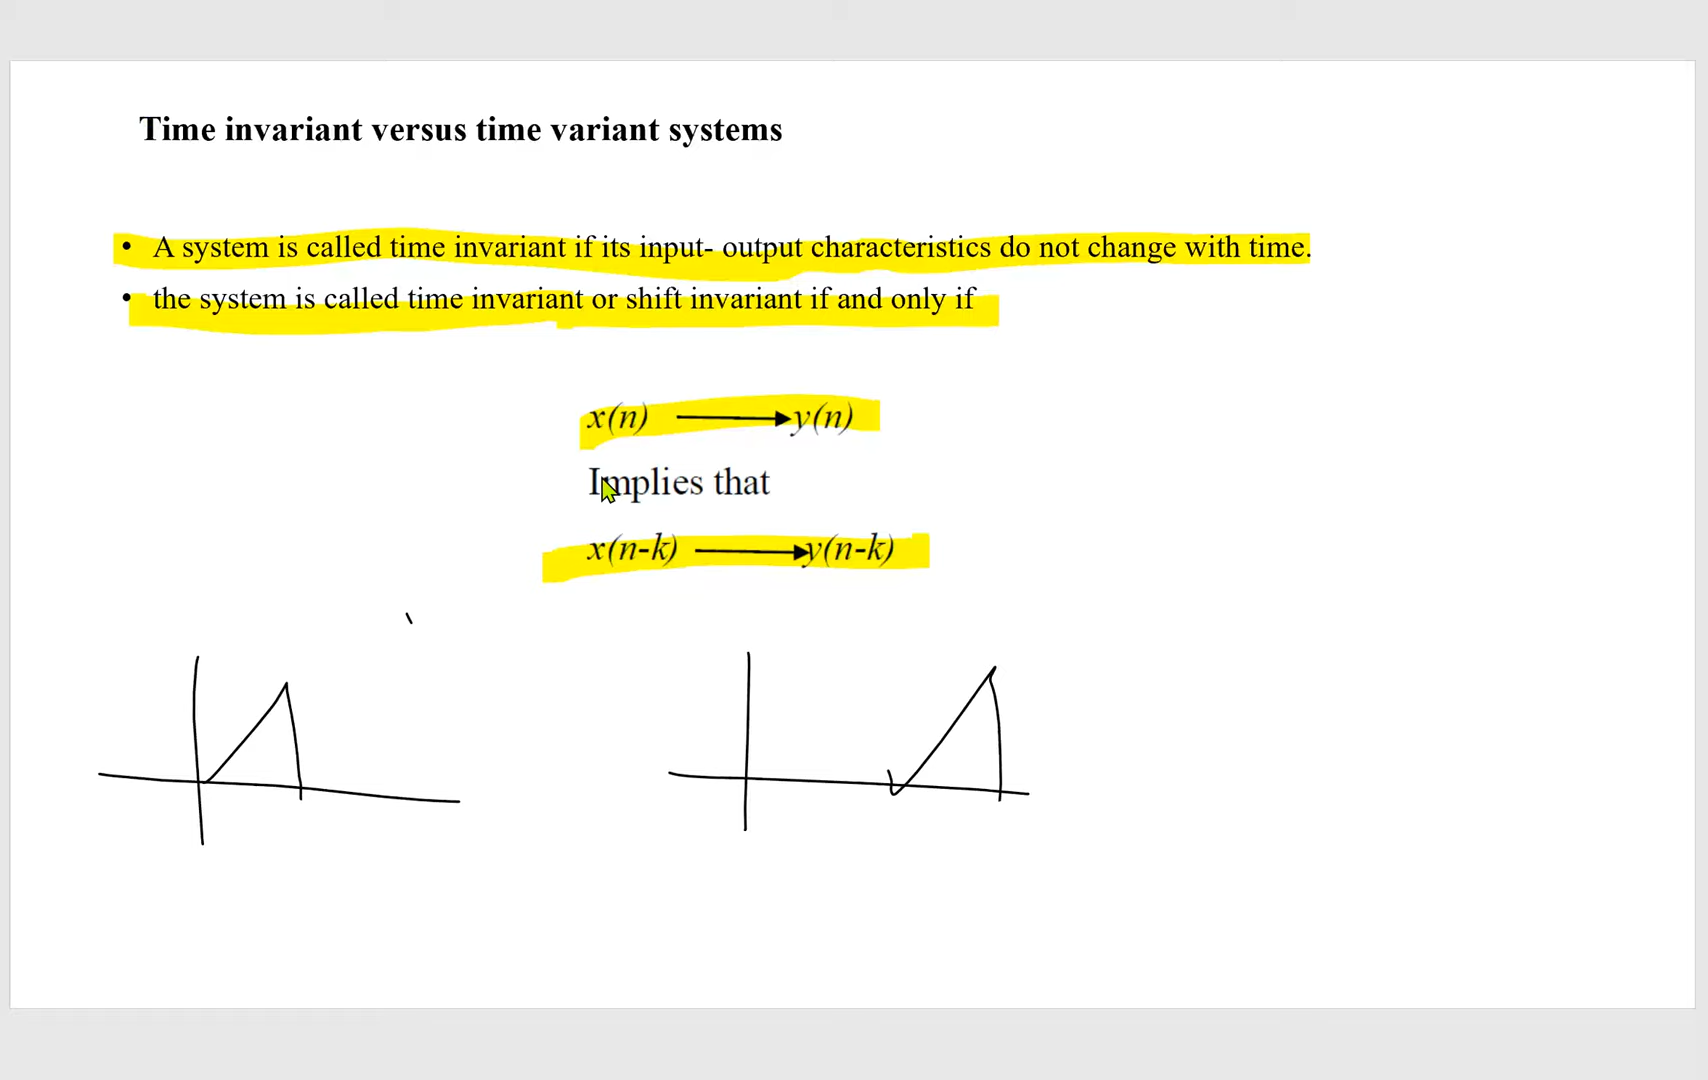 Time invariant versus time variant systems
• A system is called time invariant if its input- output characteristics do not change with time.
• the system is called time invariant or shift invariant if and only if
x(n) ⟶ y(n)
Implies that
x(n-k) ⟶ y(n-k)